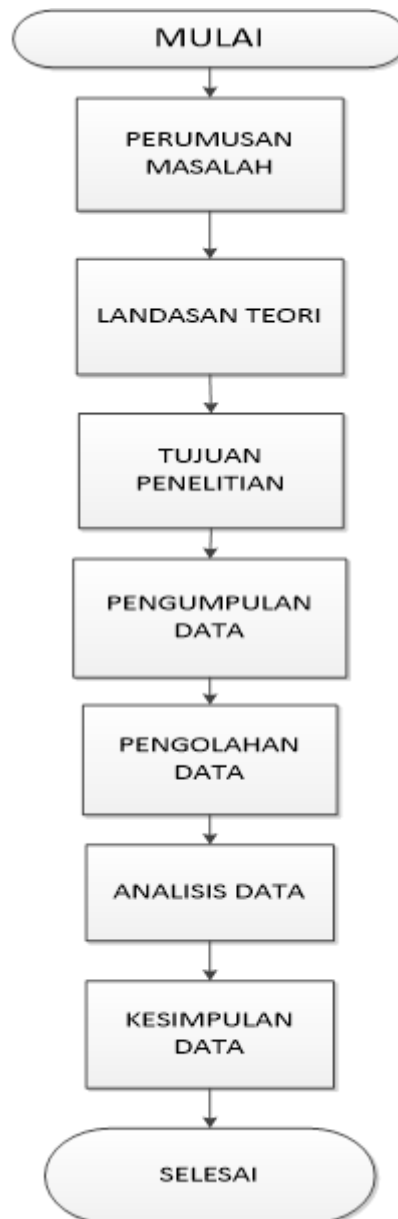 MULAI
PERUMUSAN
MASALAH
LANDASAN TEORI
TUJUAN
PENELITIAN
PENGUMPULAN
DATA
PENGOLAHAN
DATA
ANALISIS DATA
KESIMPULAN
DATA
SELESAI